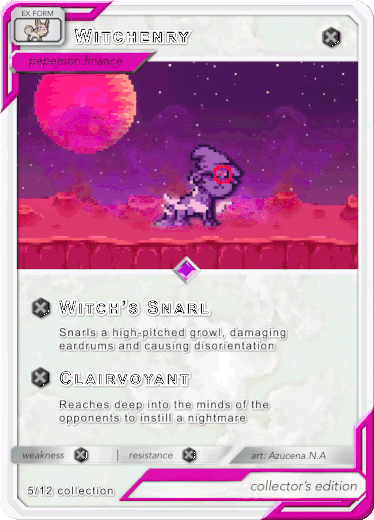 EX FORM
Witchenry
pepemon finance
Witch's Snarl
Snarls a high-pitched growl, damaging
eardrums and causing disorientation
Clairvoyant
Reaches deep into the minds of the
opponents to instill a nightmare
weakness | resistance art: Azucena.N.A
5/12 collection collector's edition